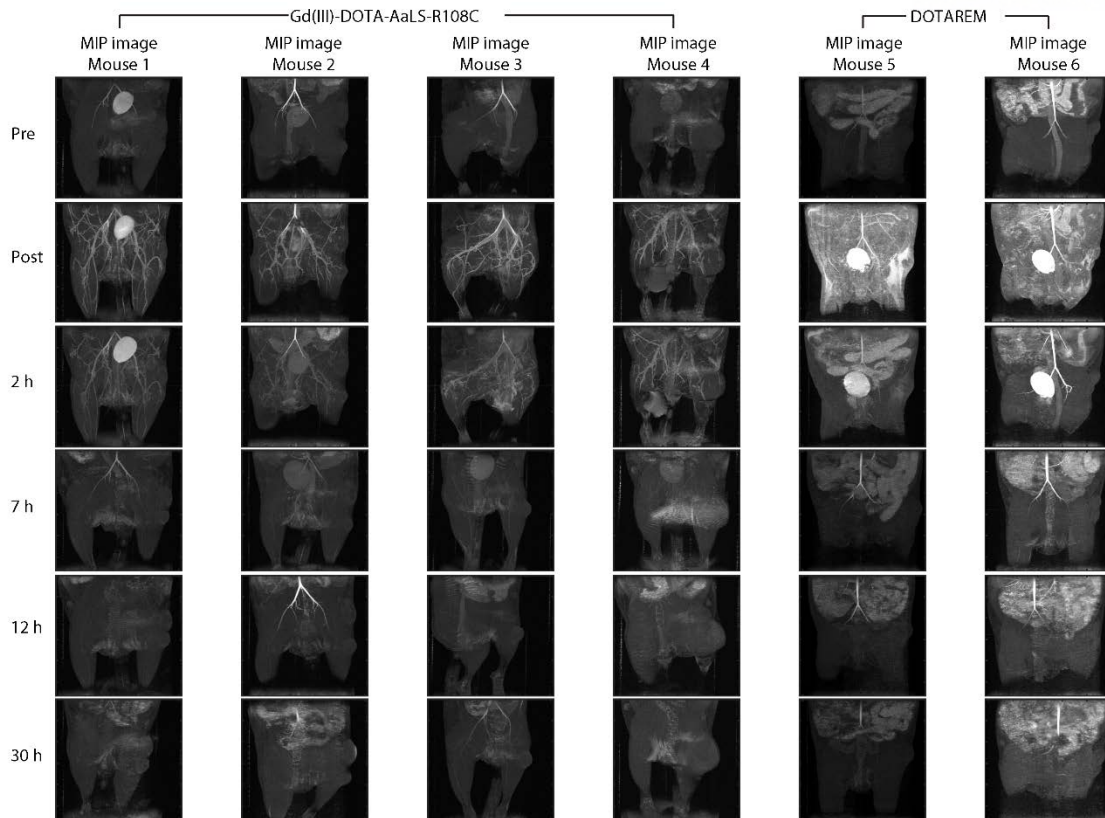 Gd(III)-DOTA-AaLS-R108C
DOTAREM
MIP image
Mouse 1
MIP image
Mouse 2
MIP image
Mouse 3
MIP image
Mouse 4
MIP image
Mouse 5
MIP image
Mouse 6
Pre
Post
2 h
7 h
12 h
30 h